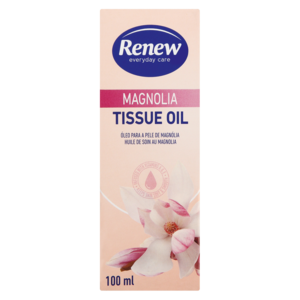 Renew
everyday care
MAGNOLIA
TISSUE OIL
ÓLEO PARA A PELE DE MAGNÓLIA
HUILE DE SOIN AU MAGNOLIA
100 ml